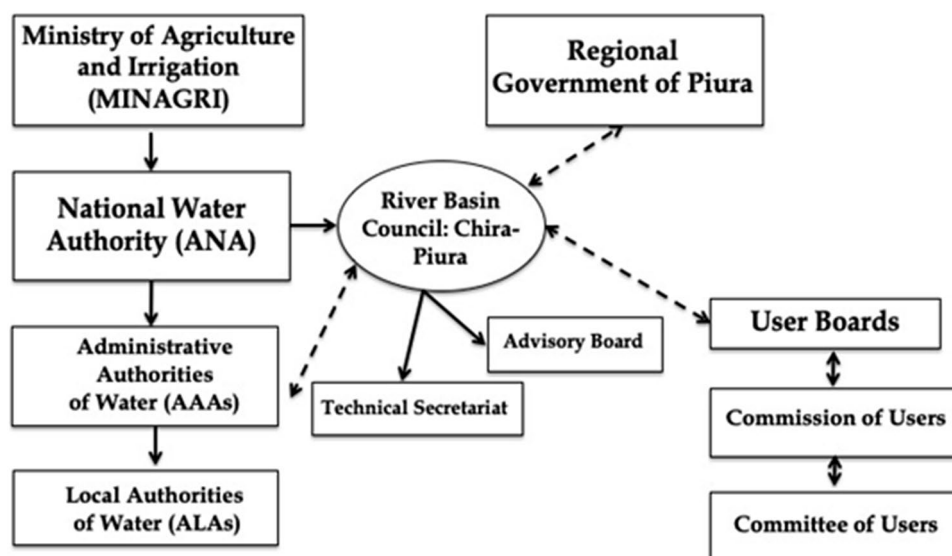 Ministry of Agriculture
and Irrigation
(MINAGRI)
Regional
Government of Piura
National Water
Authority (ANA)
River Basin
Council: Chira-
Piura
User Boards
Advisory Board
Administrative
Authorities
of Water (AAAs)
Technical Secretariat
Commission of Users
Local Authorities
of Water (ALAs)
Committee of Users